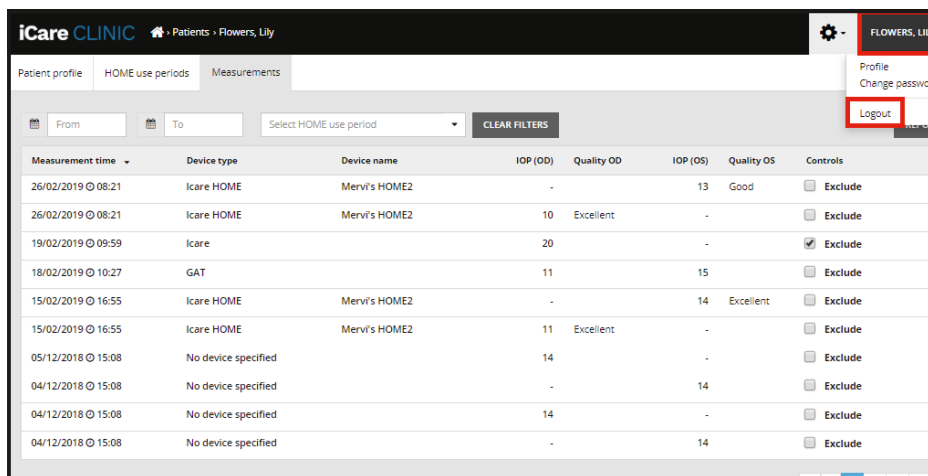 iCare CLINIC › Patients › Flowers, Lily FLOWERS, LIL
Patient profile HOME use periods Measurements
Profile
Change passwo
Logout
From To Select HOME use period CLEAR FILTERS
Measurement time Device type Device name IOP (OD) Quality OD IOP (OS) Quality OS Controls
26/02/2019 08:21 Icare HOME Mervi's HOME2 - 13 Good Exclude
26/02/2019 08:21 Icare HOME Mervi's HOME2 10 Excellent - Exclude
19/02/2019 09:59 Icare 20 - Exclude
18/02/2019 10:27 GAT 11 15 Exclude
15/02/2019 16:55 Icare HOME Mervi's HOME2 - 14 Excellent Exclude
15/02/2019 16:55 Icare HOME Mervi's HOME2 11 Excellent - Exclude
05/12/2018 15:08 No device specified 14 - Exclude
04/12/2018 15:08 No device specified - 14 Exclude
04/12/2018 15:08 No device specified 14 - Exclude
04/12/2018 15:08 No device specified - 14 Exclude